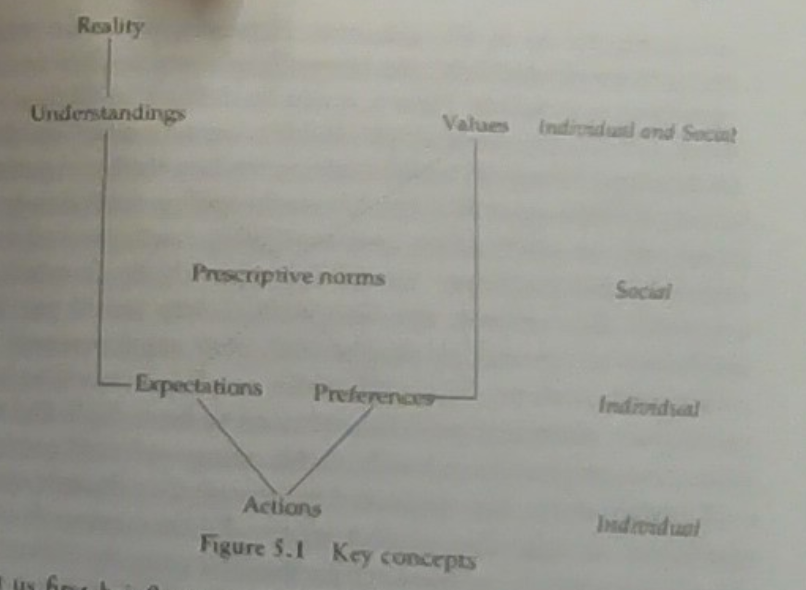 Reality
Understandings
Values Individual and Social
Prescriptive norms
Social
Expectations Preferences
Individual
Actions
Individual
Figure 5.1 Key concepts
us